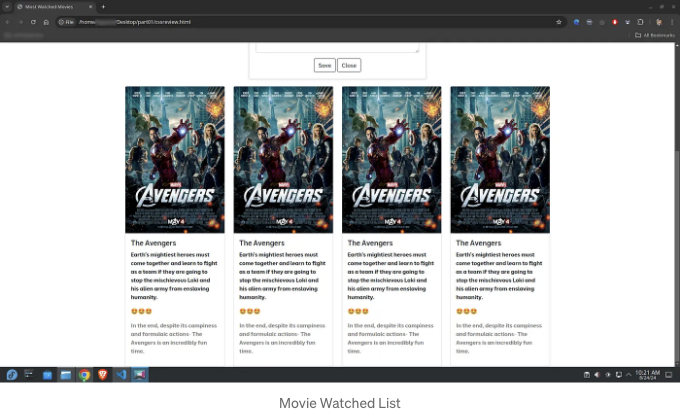 Most Watched Movies
File
/home/
/Desktop/part01/cssreview.html
All Bookmarks
Save Close
MARVEL MARVEL MARVEL MARVEL
AVENGERS AVENGERS AVENGERS AVENGERS
MAY 4 MAY 4 MAY 4 MAY 4
The Avengers
Earth's mightiest heroes must
come together and learn to fight
as a team if they are going to
stop the mischievous Loki and
his alien army from enslaving
humanity.
In the end, despite its campiness
and formulaic actions- The
Avengers is an incredibly fun
time.
The Avengers
Earth's mightiest heroes must
come together and learn to fight
as a team if they are going to
stop the mischievous Loki and
his alien army from enslaving
humanity.
In the end, despite its campiness
and formulaic actions- The
Avengers is an incredibly fun
time.
The Avengers
Earth's mightiest heroes must
come together and learn to fight
as a team if they are going to
stop the mischievous Loki and
his alien army from enslaving
humanity.
In the end, despite its campiness
and formulaic actions- The
Avengers is an incredibly fun
time.
The Avengers
Earth's mightiest heroes must
come together and learn to fight
as a team if they are going to
stop the mischievous Loki and
his alien army from enslaving
humanity.
In the end, despite its campiness
and formulaic actions- The
Avengers is an incredibly fun
time.
10:21 AM
8/24/24
Movie Watched List